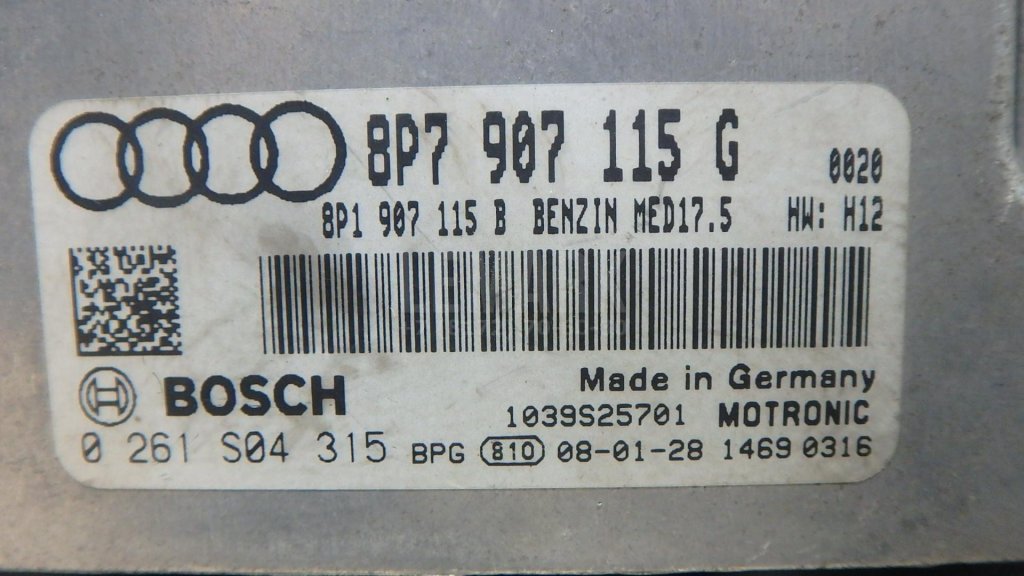 8P7 907 115 G 0020
8P1 907 115 B BENZIN MED17.5 HW: H12
BOSCH
Made in Germany
1039S25701 MOTRONIC
0 261 S04 315 BPG 810 08-01-28 1469 0316